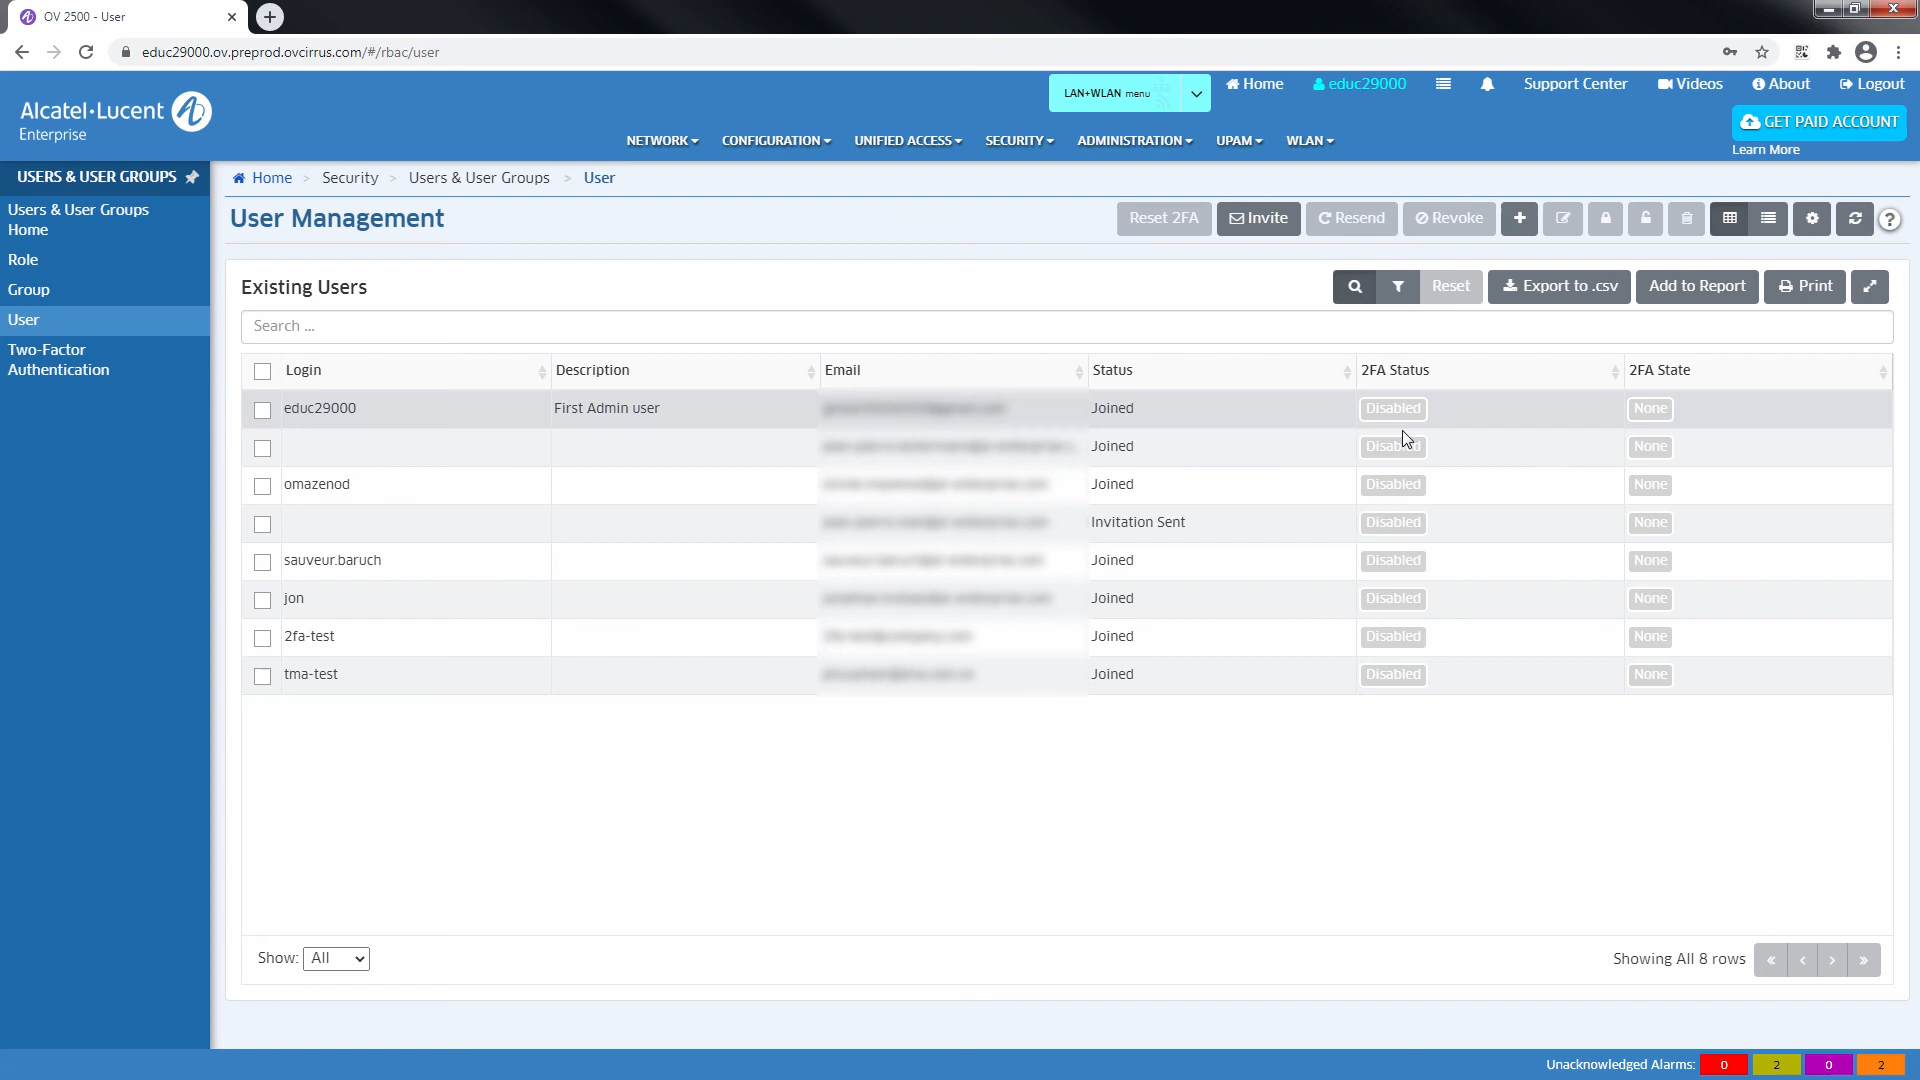 OV 2500 - User
educ29000.ov.preprod.ovcirrus.com/#/rbac/user
Alcatel·Lucent
Enterprise
LAN+WLAN menu
Home
educ29000
Support Center
Videos
About
Logout
GET PAID ACCOUNT
Learn More
NETWORK
CONFIGURATION
UNIFIED ACCESS
SECURITY
ADMINISTRATION
UPAM
WLAN
USERS & USER GROUPS
Users & User Groups
Home
Role
Group
User
Two-Factor
Authentication
Home > Security > Users & User Groups > User
User Management
Reset 2FA
Invite
Resend
Revoke
Existing Users
Reset
Export to .csv
Add to Report
Print
Search ...
Login Description Email Status 2FA Status 2FA State
educ29000 First Admin user Joined Disabled None
Joined Disabled None
omazenod Joined Disabled None
Invitation Sent Disabled None
sauveur.baruch Joined Disabled None
jon Joined Disabled None
2fa-test Joined Disabled None
tma-test Joined Disabled None
Show: All
Showing All 8 rows
« ‹ › »
Unacknowledged Alarms: 0 2 0 2